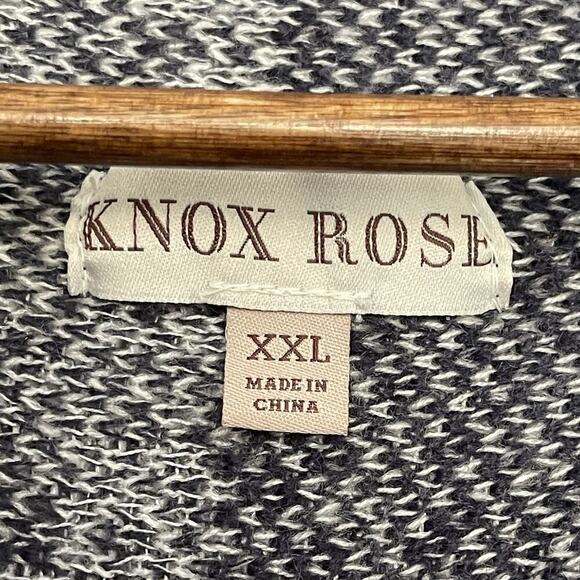 KNOX ROSE
XXL
MADE IN
CHINA